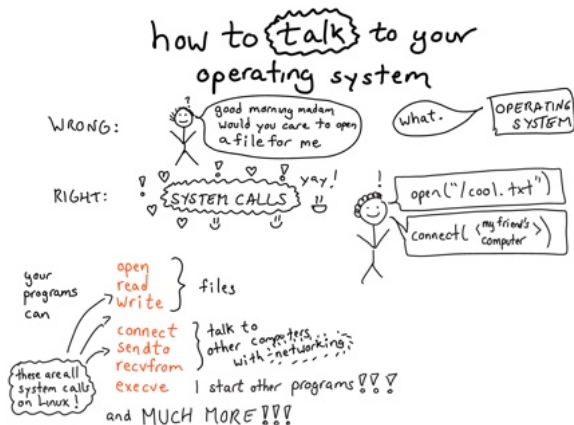 how to talk to your
operating system
WRONG:
?
good morning madam
would you care to open
a file for me
what.
OPERATING
SYSTEM
RIGHT:
SYSTEM CALLS
yay!
!
open("/cool.txt")
connect( <my friend's
computer> )
your
programs
can
open
read
write
files
connect
sendto
recvfrom
talk to
other computers
with networking
execve
I start other programs!!!
these are all
system calls
on Linux!
and MUCH MORE!!!